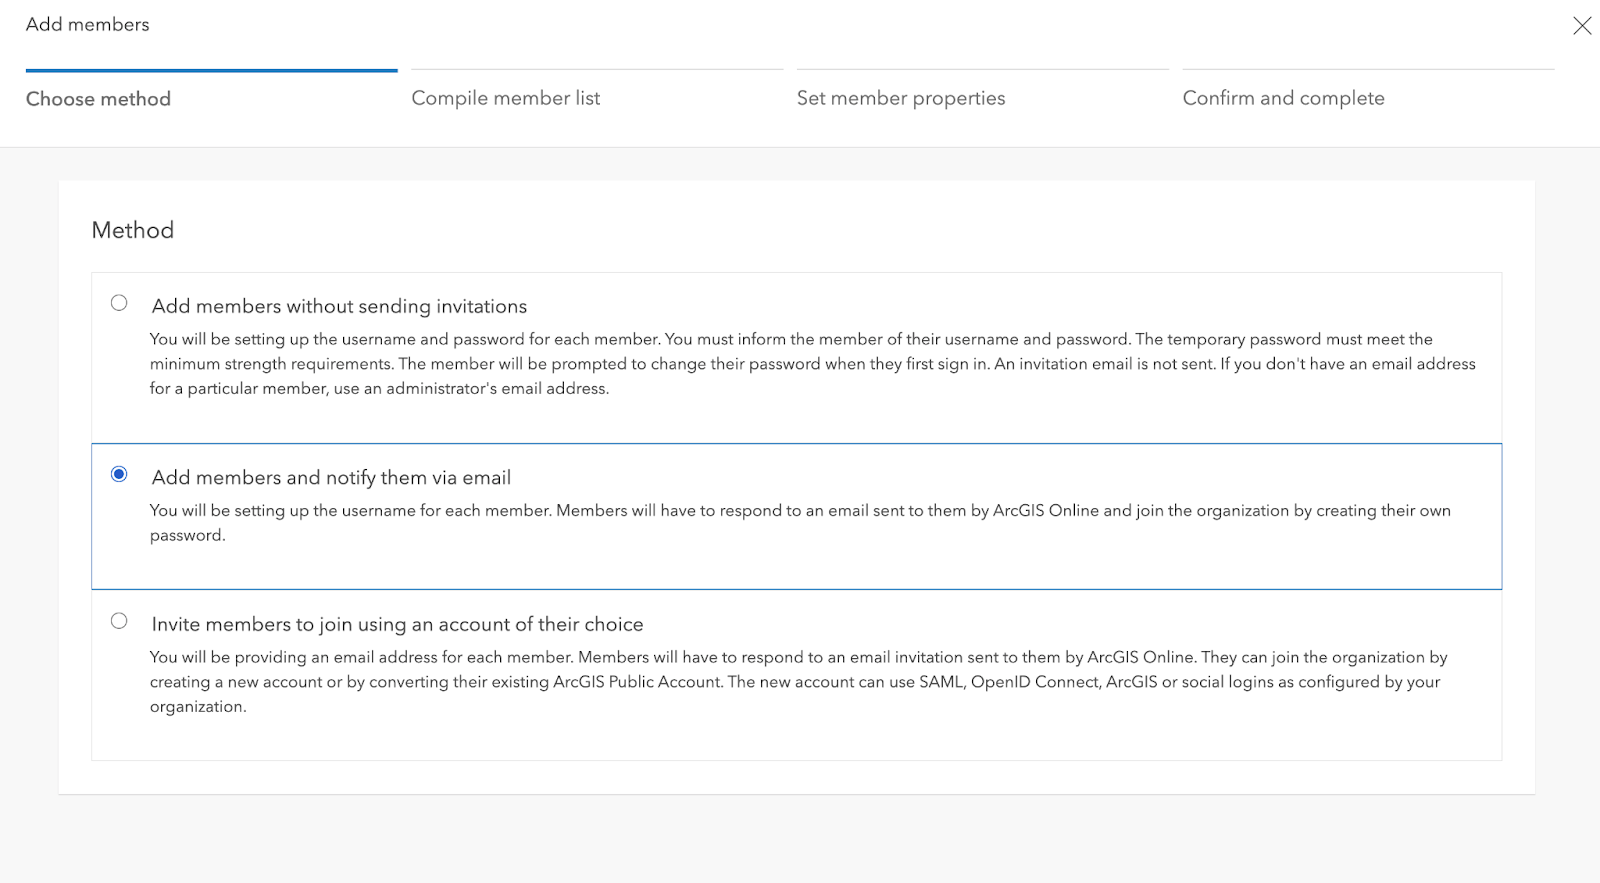 Add members
Choose method
Compile member list
Set member properties
Confirm and complete
Method
Add members without sending invitations
You will be setting up the username and password for each member. You must inform the member of their username and password. The temporary password must meet the
minimum strength requirements. The member will be prompted to change their password when they first sign in. An invitation email is not sent. If you don't have an email address
for a particular member, use an administrator's email address.
Add members and notify them via email
You will be setting up the username for each member. Members will have to respond to an email sent to them by ArcGIS Online and join the organization by creating their own
password.
Invite members to join using an account of their choice
You will be providing an email address for each member. Members will have to respond to an email invitation sent to them by ArcGIS Online. They can join the organization by
creating a new account or by converting their existing ArcGIS Public Account. The new account can use SAML, OpenID Connect, ArcGIS or social logins as configured by your
organization.